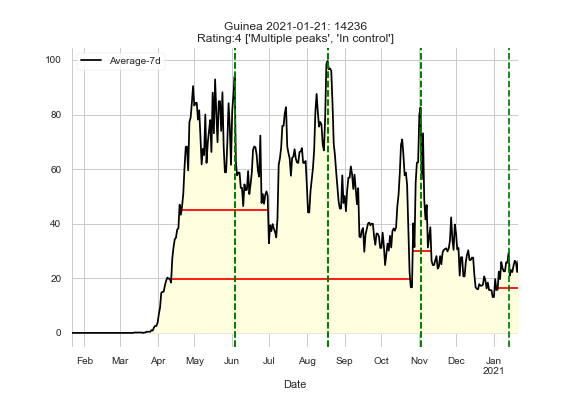 Guinea 2021-01-21: 14236
Rating:4 ['Multiple peaks', 'In control']
Average-7d
100
80
60
40
20
0
Feb Mar Apr May Jun Jul Aug Sep Oct Nov Dec Jan
2021
Date